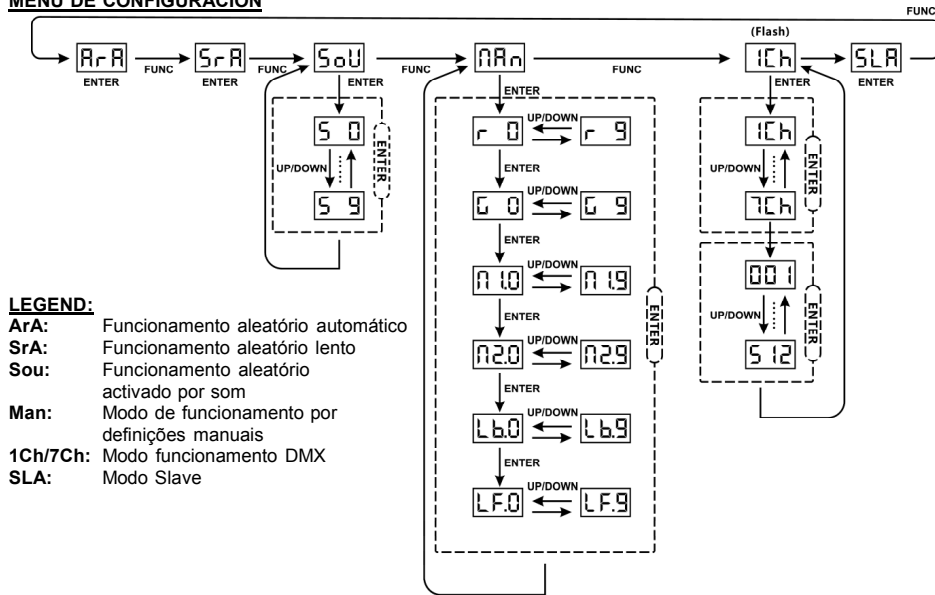 MENÚ DE CONFIGURACIÓN
FUNC
(Flash)
ArA FUNC SrA FUNC SoU FUNC MAn FUNC 1Ch SLA
ENTER ENTER ENTER ENTER ENTER ENTER
S 0
UP/DOWN
S 9
ENTER
r 0 UP/DOWN r 9
ENTER
G 0 UP/DOWN G 9
ENTER
M1.0 UP/DOWN M1.9
ENTER
M2.0 UP/DOWN M2.9
ENTER
Lb.0 UP/DOWN Lb.9
ENTER
LF.0 UP/DOWN LF.9
ENTER
1Ch
UP/DOWN
7Ch
ENTER
001
UP/DOWN
512
ENTER
LEGEND:
ArA: Funcionamento aleatório automático
SrA: Funcionamento aleatório lento
Sou: Funcionamento aleatório
activado por som
Man: Modo de funcionamento por
definições manuais
1Ch/7Ch: Modo funcionamento DMX
SLA: Modo Slave